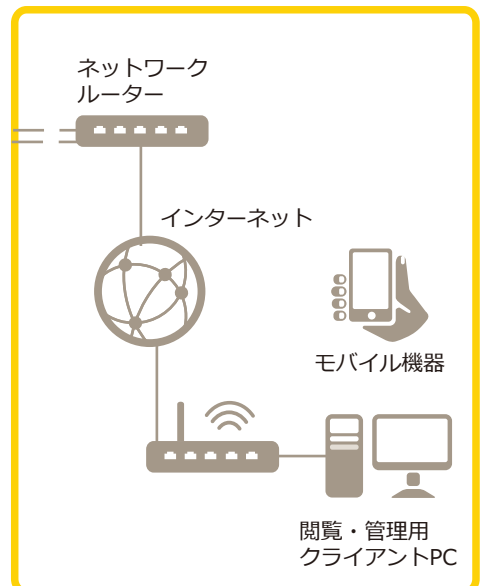 ネットワーク
ルーター
インターネット
モバイル機器
閲覧・管理用
クライアントPC